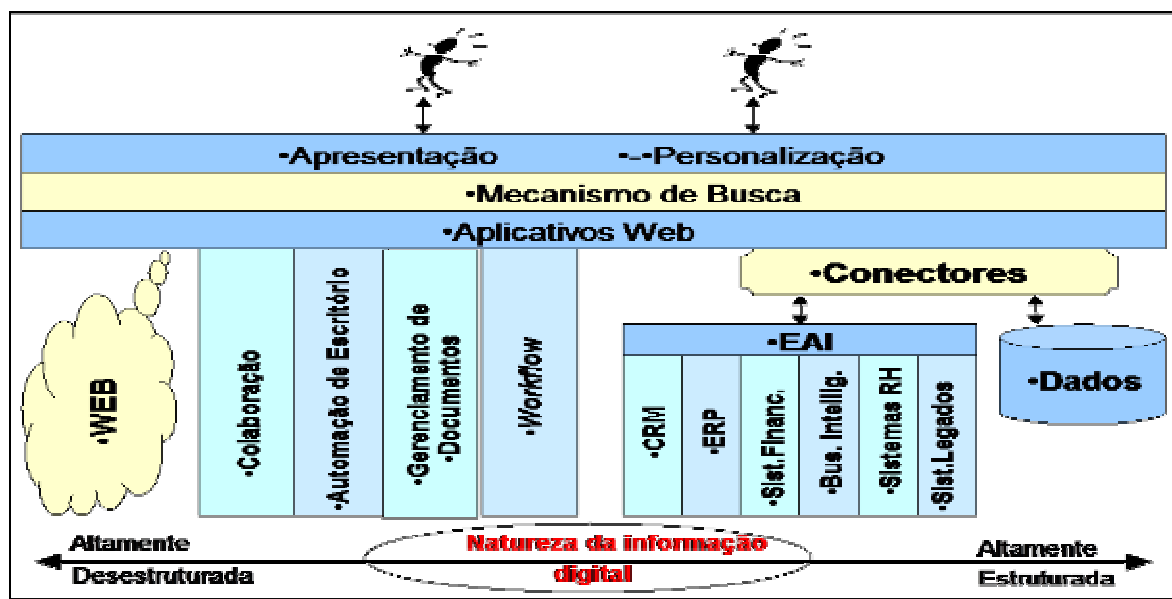 •Apresentação •-•Personalização
•Mecanismo de Busca
•Aplicativos Web
•Conectores
•WEB
•Colaboração
•Automação de Escritório
•Gerenciamento de
•Documentos
•Workflow
•EAI
•CRM
•ERP
•Sist.Financ.
•Bus. Intellig.
•Sistemas RH
•Sist.Legados
•Dados
Altamente
Desestruturada
Natureza da informação
digital
Altamente
Estruturada